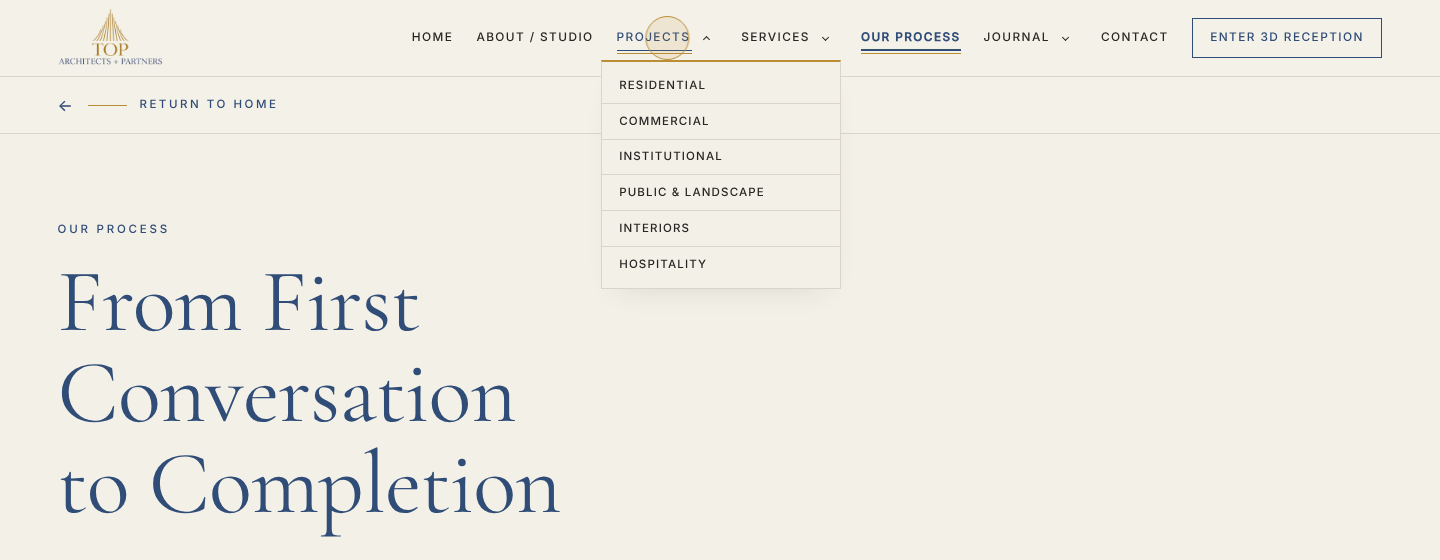 TOP
ARCHITECTS + PARTNERS
HOME ABOUT / STUDIO PROJECTS SERVICES OUR PROCESS JOURNAL CONTACT ENTER 3D RECEPTION
RESIDENTIAL
COMMERCIAL
INSTITUTIONAL
PUBLIC & LANDSCAPE
INTERIORS
HOSPITALITY
RETURN TO HOME
OUR PROCESS
From First
Conversation
to Completion